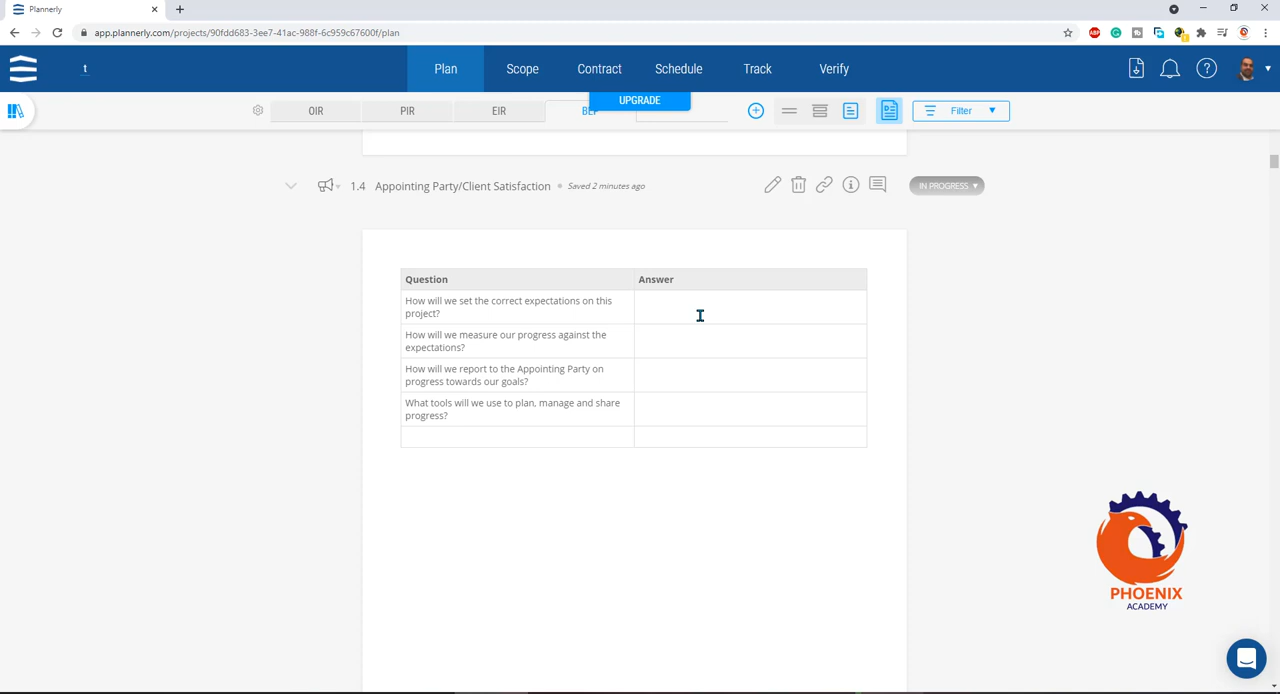 Plannerly
app.plannerly.com/projects/90fdd683-3ee7-41ac-988f-6c959c67600f/plan
t
Plan
Scope
Contract
Schedule
Track
Verify
UPGRADE
OIR
PIR
EIR
Filter
1.4 Appointing Party/Client Satisfaction
Saved 2 minutes ago
IN PROGRESS
Question
Answer
How will we set the correct expectations on this
project?
How will we measure our progress against the
expectations?
How will we report to the Appointing Party on
progress towards our goals?
What tools will we use to plan, manage and share
progress?
PHOENIX
ACADEMY